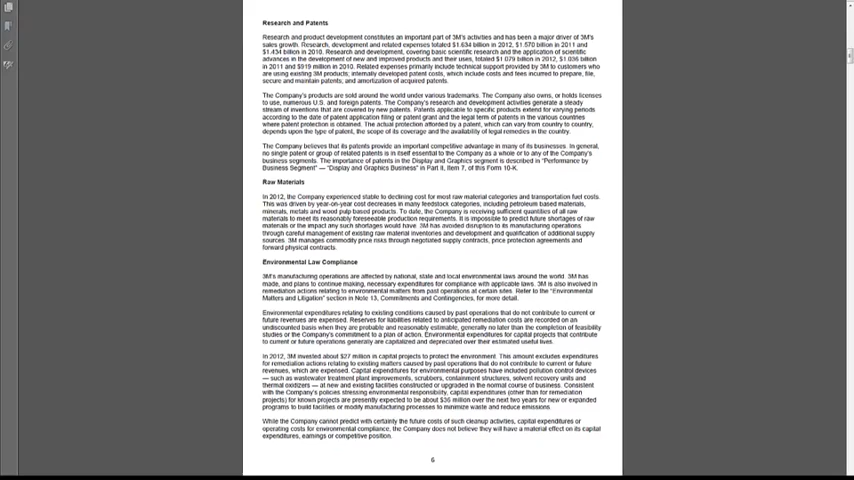 Research and Patents
Research and product development constitutes an important part of 3M's activities and has been a major driver of 3M's
sales growth. Research, development and related expenses totaled $1.634 billion in 2012, $1.570 billion in 2011 and
$1.434 billion in 2010. Research and development, covering basic scientific research and the application of scientific
advances in the development of new and improved products and their uses, totaled $1.079 billion in 2012, $1.036 billion
in 2011 and $919 million in 2010. Related expenses primarily include technical support provided by 3M to customers who
are using existing 3M products; internally developed patent costs, which include costs and fees incurred to prepare, file,
secure and maintain patents; and amortization of acquired patents.
The Company's products are sold around the world under various trademarks. The Company also owns, or holds licenses
to use, numerous U.S. and foreign patents. The Company's research and development activities generate a steady
stream of inventions that are covered by new patents. Patents applicable to specific products extend for varying periods
according to the date of patent application filing or patent grant and the legal term of patents in the various countries
where patent protection is obtained. The actual protection afforded by a patent, which can vary from country to country,
depends upon the type of patent, the scope of its coverage and the availability of legal remedies in the country.
The Company believes that its patents provide an important competitive advantage in many of its businesses. In general,
no single patent or group of related patents is in itself essential to the Company as a whole or to any of the Company's
business segments. The importance of patents in the Display and Graphics segment is described in "Performance by
Business Segment" — "Display and Graphics Business" in Part II, Item 7, of this Form 10-K.
Raw Materials
In 2012, the Company experienced stable to declining cost for most raw material categories and transportation fuel costs.
This was driven by year-on-year cost decreases in many feedstock categories, including petroleum based materials,
minerals, metals and wood pulp based products. To date, the Company is receiving sufficient quantities of all raw
materials to meet its reasonably foreseeable production requirements. It is impossible to predict future shortages of raw
materials or the impact any such shortages would have. 3M has avoided disruption to its manufacturing operations
through careful management of existing raw material inventories and development and qualification of additional supply
sources. 3M manages commodity price risks through negotiated supply contracts, price protection agreements and
forward physical contracts.
Environmental Law Compliance
3M's manufacturing operations are affected by national, state and local environmental laws around the world. 3M has
made, and plans to continue making, necessary expenditures for compliance with applicable laws. 3M is also involved in
remediation actions relating to environmental matters from past operations at certain sites. Refer to the "Environmental
Matters and Litigation" section in Note 13, Commitments and Contingencies, for more detail.
Environmental expenditures relating to existing conditions caused by past operations that do not contribute to current or
future revenues are expensed. Reserves for liabilities related to anticipated remediation costs are recorded on an
undiscounted basis when they are probable and reasonably estimable, generally no later than the completion of feasibility
studies or the Company's commitment to a plan of action. Environmental expenditures for capital projects that contribute
to current or future operations generally are capitalized and depreciated over their estimated useful lives.
In 2012, 3M invested about $27 million in capital projects to protect the environment. This amount excludes expenditures
for remediation actions relating to existing matters caused by past operations that do not contribute to current or future
revenues, which are expensed. Capital expenditures for environmental purposes have included pollution control devices
— such as wastewater treatment plant improvements, scrubbers, containment structures, solvent recovery units and
thermal oxidizers — at new and existing facilities constructed or upgraded in the normal course of business. Consistent
with the Company's policies stressing environmental responsibility, capital expenditures (other than for remediation
projects) for known projects are presently expected to be about $36 million over the next two years for new or expanded
programs to build facilities or modify manufacturing processes to minimize waste and reduce emissions.
While the Company cannot predict with certainty the future costs of such cleanup activities, capital expenditures or
operating costs for environmental compliance, the Company does not believe they will have a material effect on its capital
expenditures, earnings or competitive position.
6